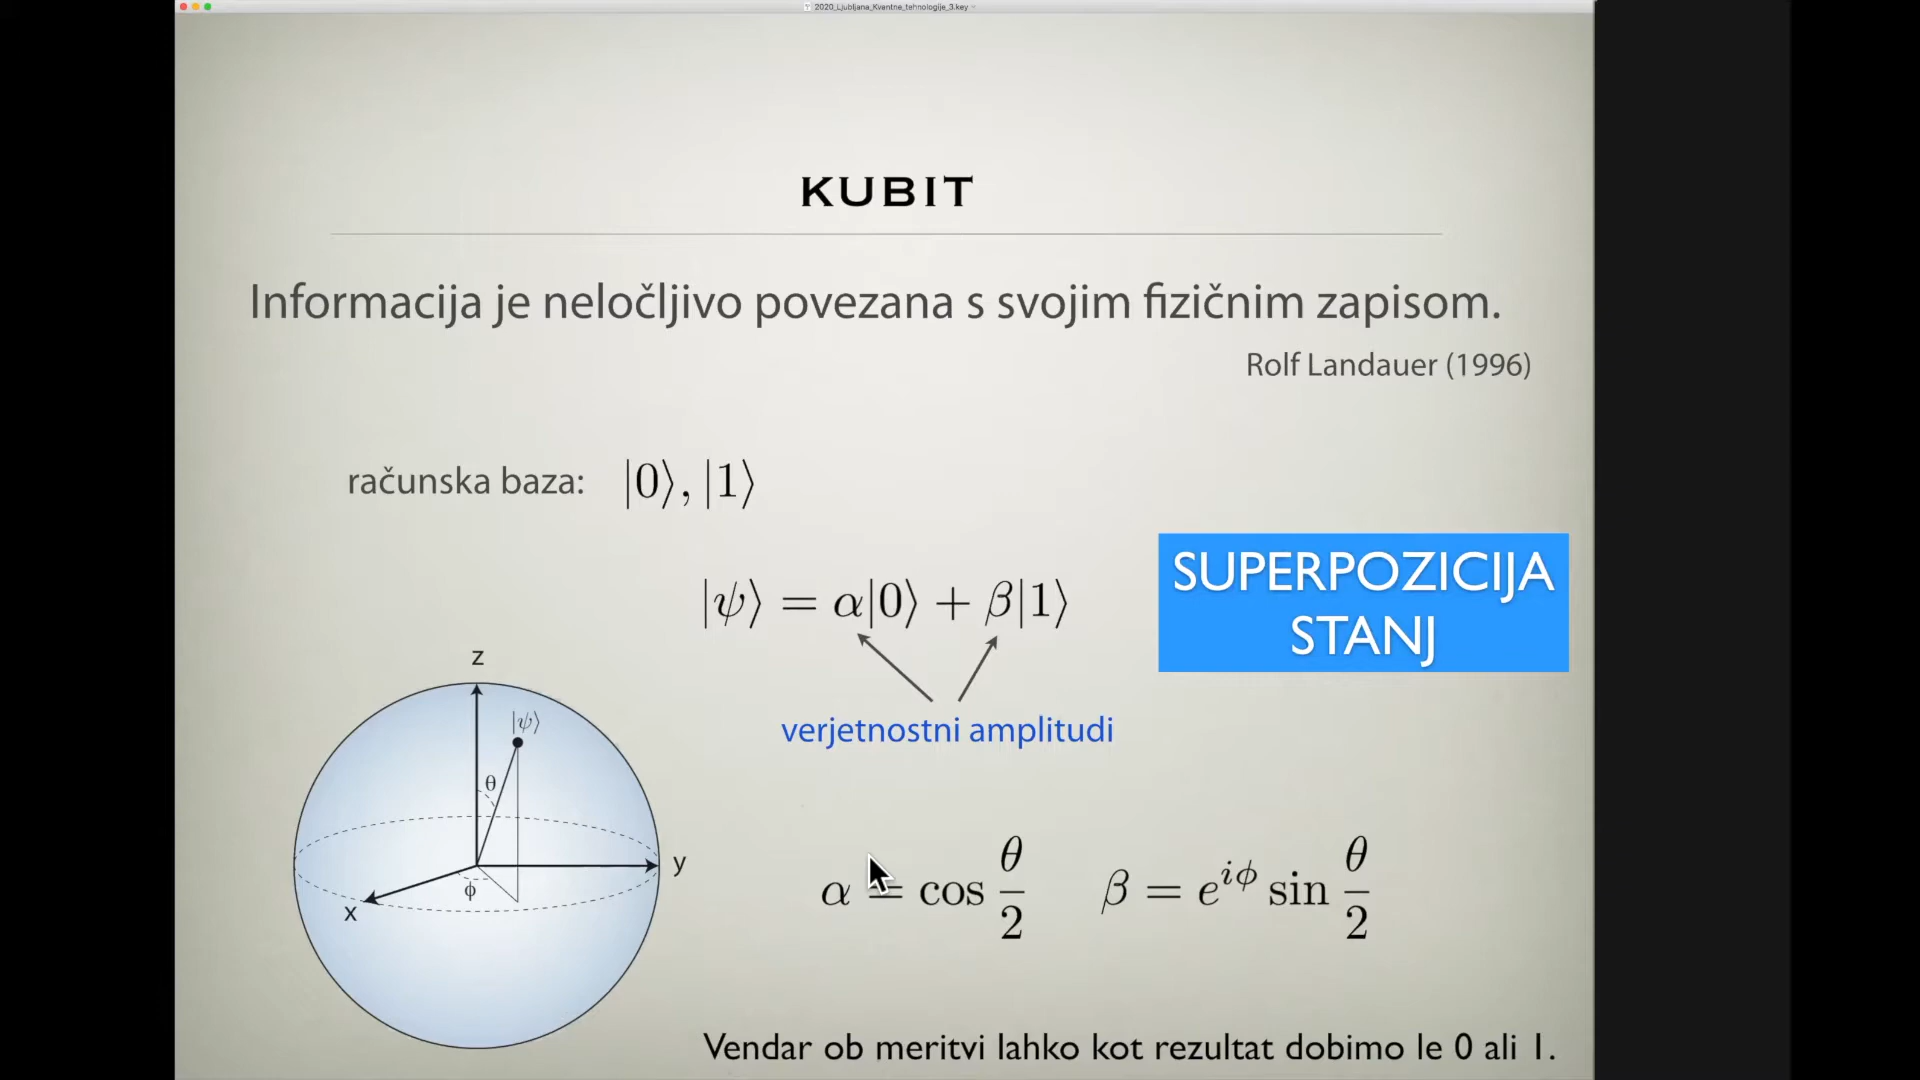 2020_Ljubljana_Kvantne_tehnologije_3.key
KUBIT
Informacija je neločljivo povezana s svojim fizičnim zapisom.
Rolf Landauer (1996)
računska baza: |0⟩, |1⟩
|ψ⟩ = α|0⟩ + β|1⟩
SUPERPOZICIJA
STANJ
verjetnostni amplitudi
z
|ψ⟩
θ
y
ϕ
x
α = cos θ/2 β = e^{iϕ} sin θ/2
Vendar ob meritvi lahko kot rezultat dobimo le 0 ali 1.